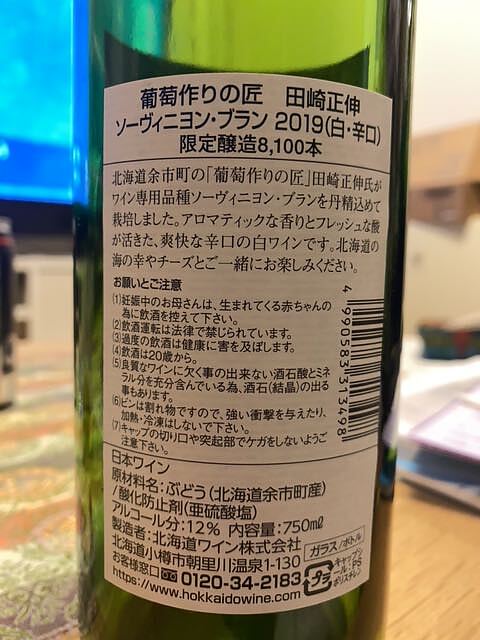 葡萄作りの匠　田崎正伸
ソーヴィニヨン・ブラン 2019(白・辛口)
限定醸造8,100本
北海道余市町の「葡萄作りの匠」田崎正伸氏が
ワイン専用品種ソーヴィニヨン・ブランを丹精込めて
栽培しました。アロマティックな香りとフレッシュな酸
が活きた、爽快な辛口の白ワインです。北海道の
海の幸やチーズとご一緒にお楽しみください。
お願いとご注意
(1)妊娠中のお母さんは、生まれてくる赤ちゃんの
為に飲酒を控えて下さい。
(2)飲酒運転は法律で禁じられています。
(3)過度の飲酒は健康に害を及ぼします。
(4)飲酒は20歳から。
(5)良質なワインに欠く事の出来ない酒石酸とミネ
ラル分を充分含んでいる為、酒石(結晶)の出る
事もあります。
(6)ビンは割れ物ですので、強い衝撃を与えたり、
加熱・冷凍はしないで下さい。
(7)キャップの切り口や突起部でケガをしないようご
注意下さい。
4 990583 313498
日本ワイン
原材料名:ぶどう(北海道余市町産)
/酸化防止剤(亜硫酸塩)
アルコール分:12% 内容量:750㎖
製造者:北海道ワイン株式会社
北海道小樽市朝里川温泉1-130
お客様窓口 0120-34-2183
https://www.hokkaidowine.com
ガラス/ボトル
キャップシ
ール:PS
ポリスチレン